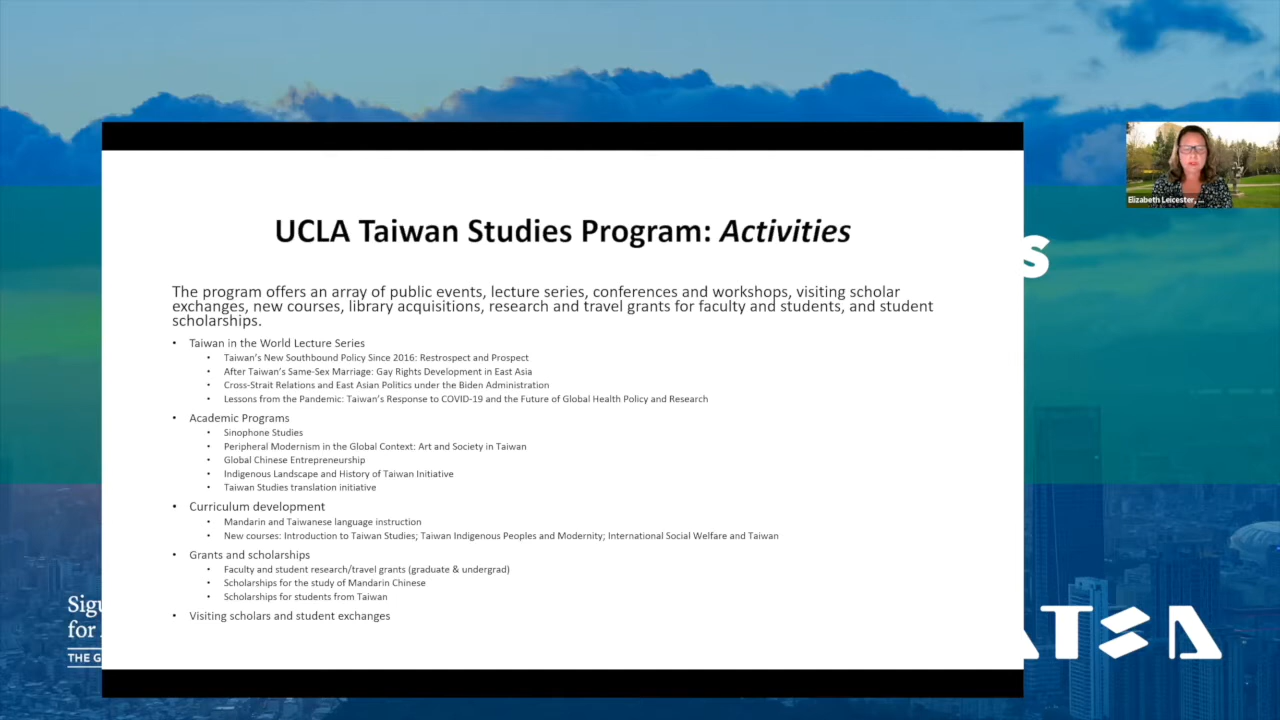 UCLA Taiwan Studies Program: Activities
The program offers an array of public events, lecture series, conferences and workshops, visiting scholar
exchanges, new courses, library acquisitions, research and travel grants for faculty and students, and student
scholarships.
• Taiwan in the World Lecture Series
• Taiwan's New Southbound Policy Since 2016: Restrospect and Prospect
• After Taiwan's Same-Sex Marriage: Gay Rights Development in East Asia
• Cross-Strait Relations and East Asian Politics under the Biden Administration
• Lessons from the Pandemic: Taiwan's Response to COVID-19 and the Future of Global Health Policy and Research
• Academic Programs
• Sinophone Studies
• Peripheral Modernism in the Global Context: Art and Society in Taiwan
• Global Chinese Entrepreneurship
• Indigenous Landscape and History of Taiwan Initiative
• Taiwan Studies translation initiative
• Curriculum development
• Mandarin and Taiwanese language instruction
• New courses: Introduction to Taiwan Studies; Taiwan Indigenous Peoples and Modernity; International Social Welfare and Taiwan
• Grants and scholarships
• Faculty and student research/travel grants (graduate & undergrad)
• Scholarships for the study of Mandarin Chinese
• Scholarships for students from Taiwan
• Visiting scholars and student exchanges
Elizabeth Leicester, ...
s
Sigu
for
THE G